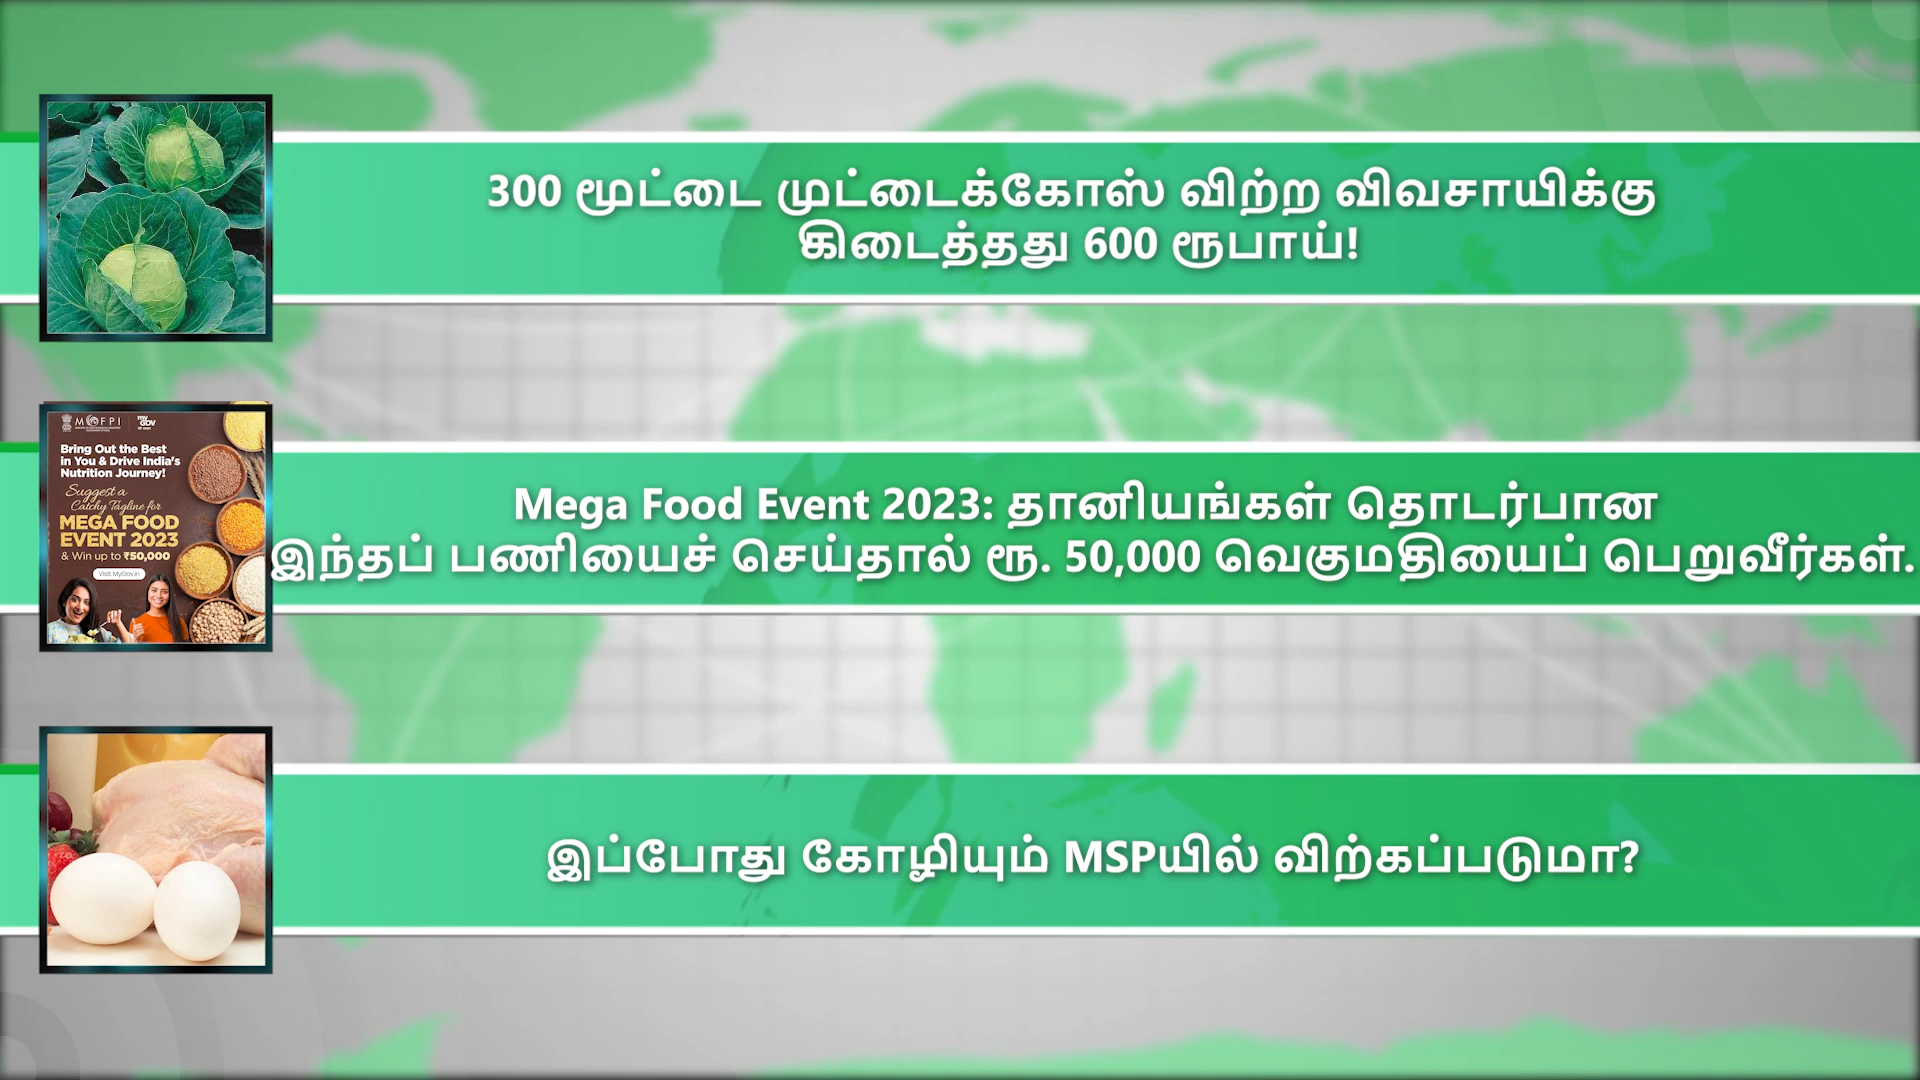 300 மூட்டை முட்டைக்கோஸ் விற்ற விவசாயிக்கு
கிடைத்தது 600 ரூபாய்!
MOFPI
my
GOV
Bring Out the Best
in You & Drive India's
Nutrition Journey!
Suggest a
Catchy Tagline for
MEGA FOOD
EVENT 2023
& Win up to ₹50,000
Visit MyGov.in
Mega Food Event 2023: தானியங்கள் தொடர்பான
இந்தப் பணியைச் செய்தால் ரூ. 50,000 வெகுமதியைப் பெறுவீர்கள்.
இப்போது கோழியும் MSPயில் விற்கப்படுமா?